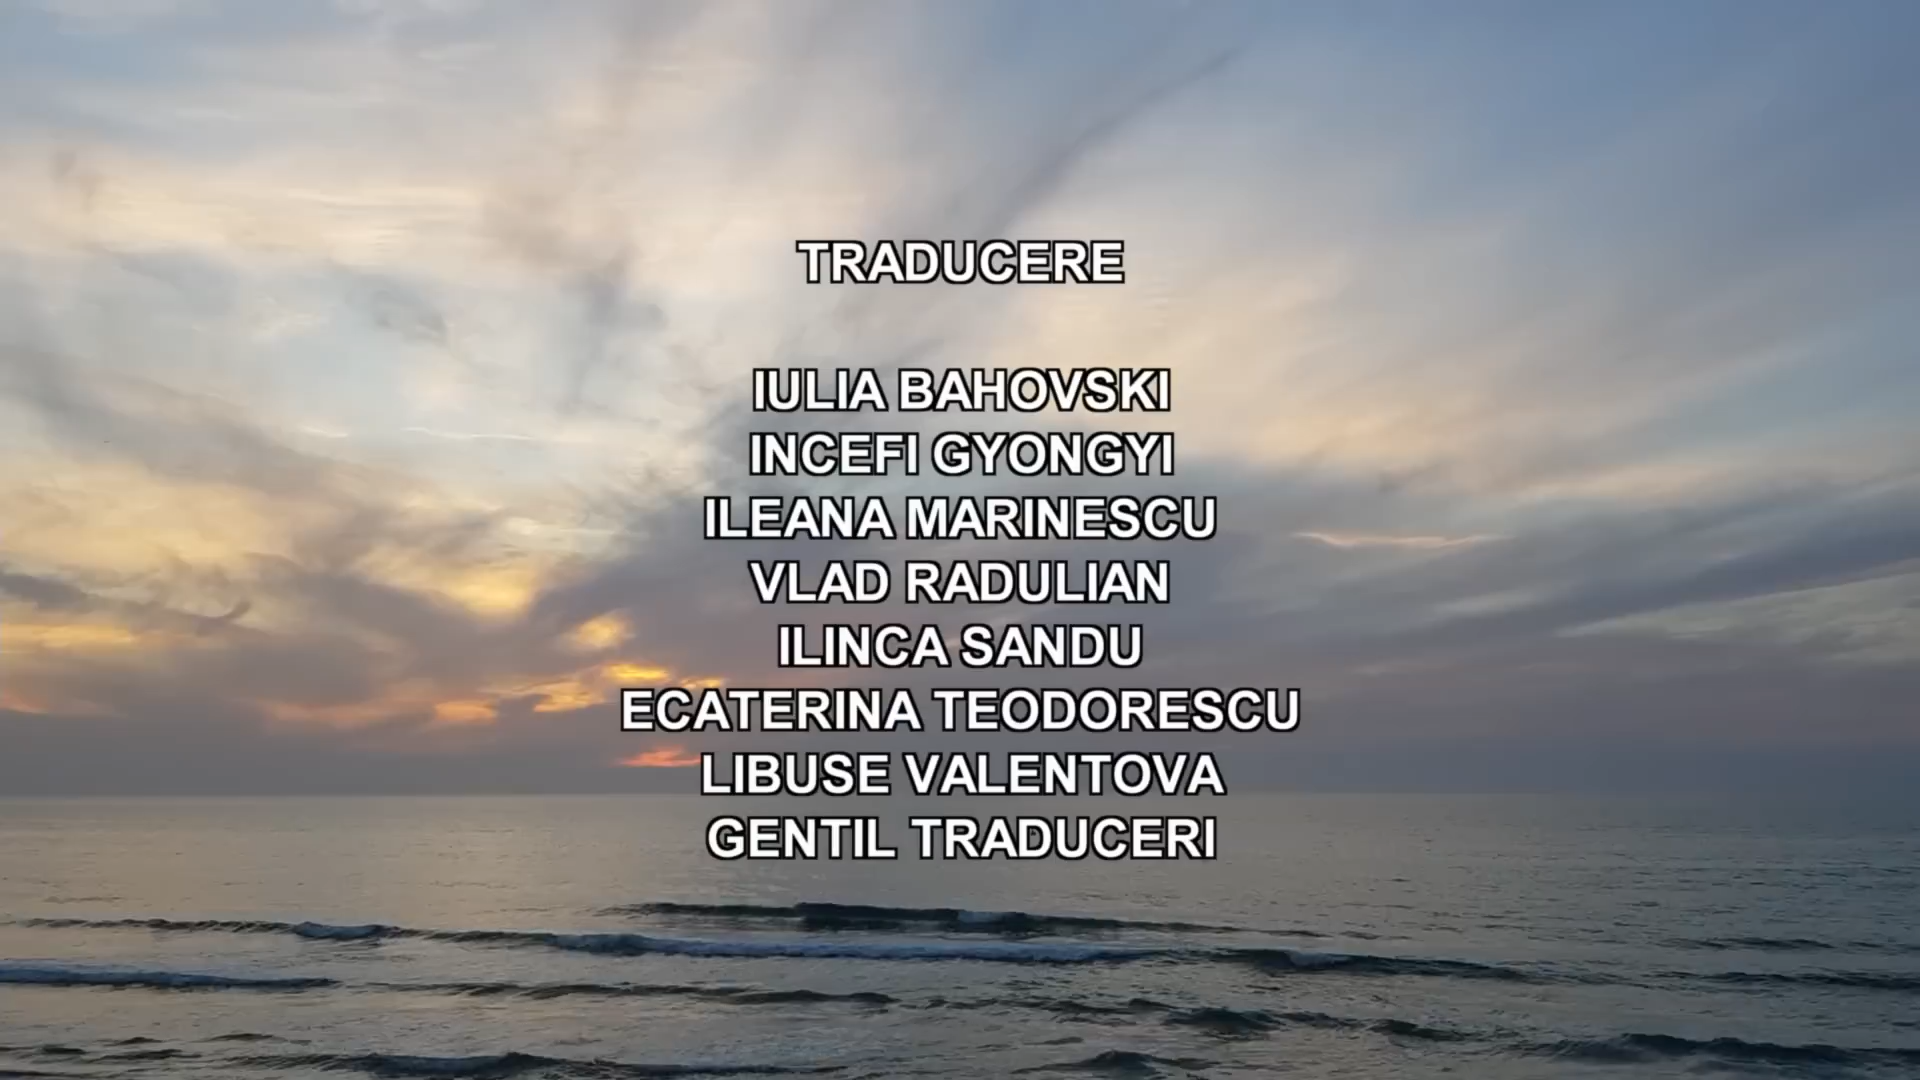 TRADUCERE
IULIA BAHOVSKI
INCEFI GYONGYI
ILEANA MARINESCU
VLAD RADULIAN
ILINCA SANDU
ECATERINA TEODORESCU
LIBUSE VALENTOVA
GENTIL TRADUCERI